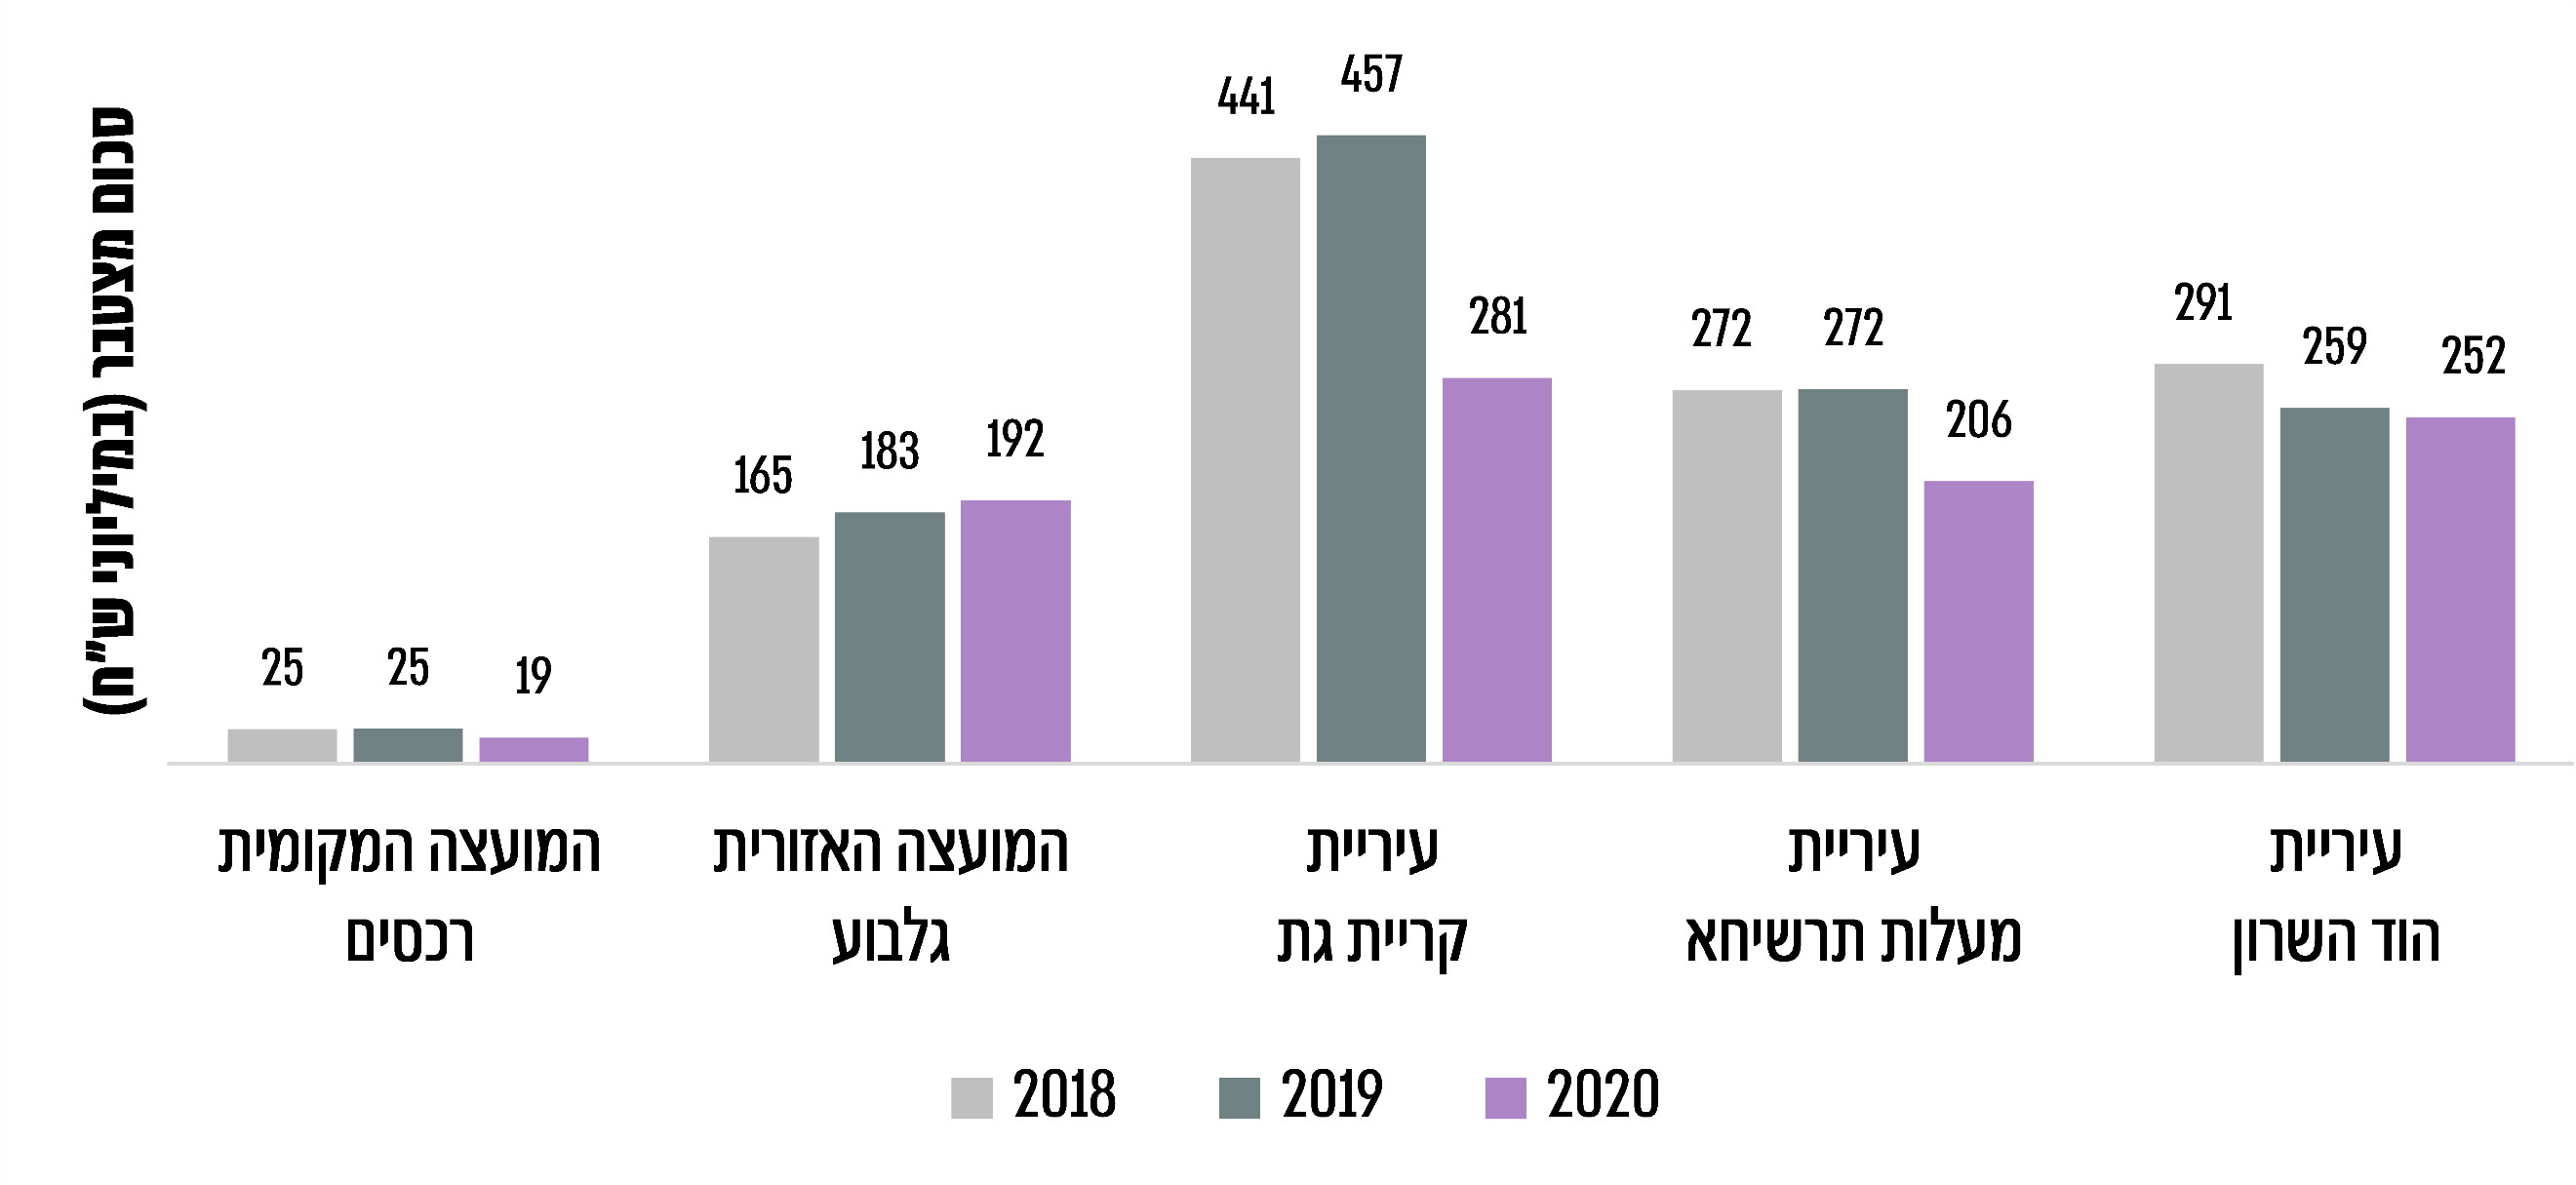 סכום מצטבר (במיליוני ש"ח)
457
441
291
281
272
272
259
252
206
192
183
165
25
25
19
המועצה המקומית
רכסים
המועצה האזורית
גלבוע
עיריית
קריית גת
עיריית
מעלות תרשיחא
עיריית
הוד השרון
2018
2019
2020